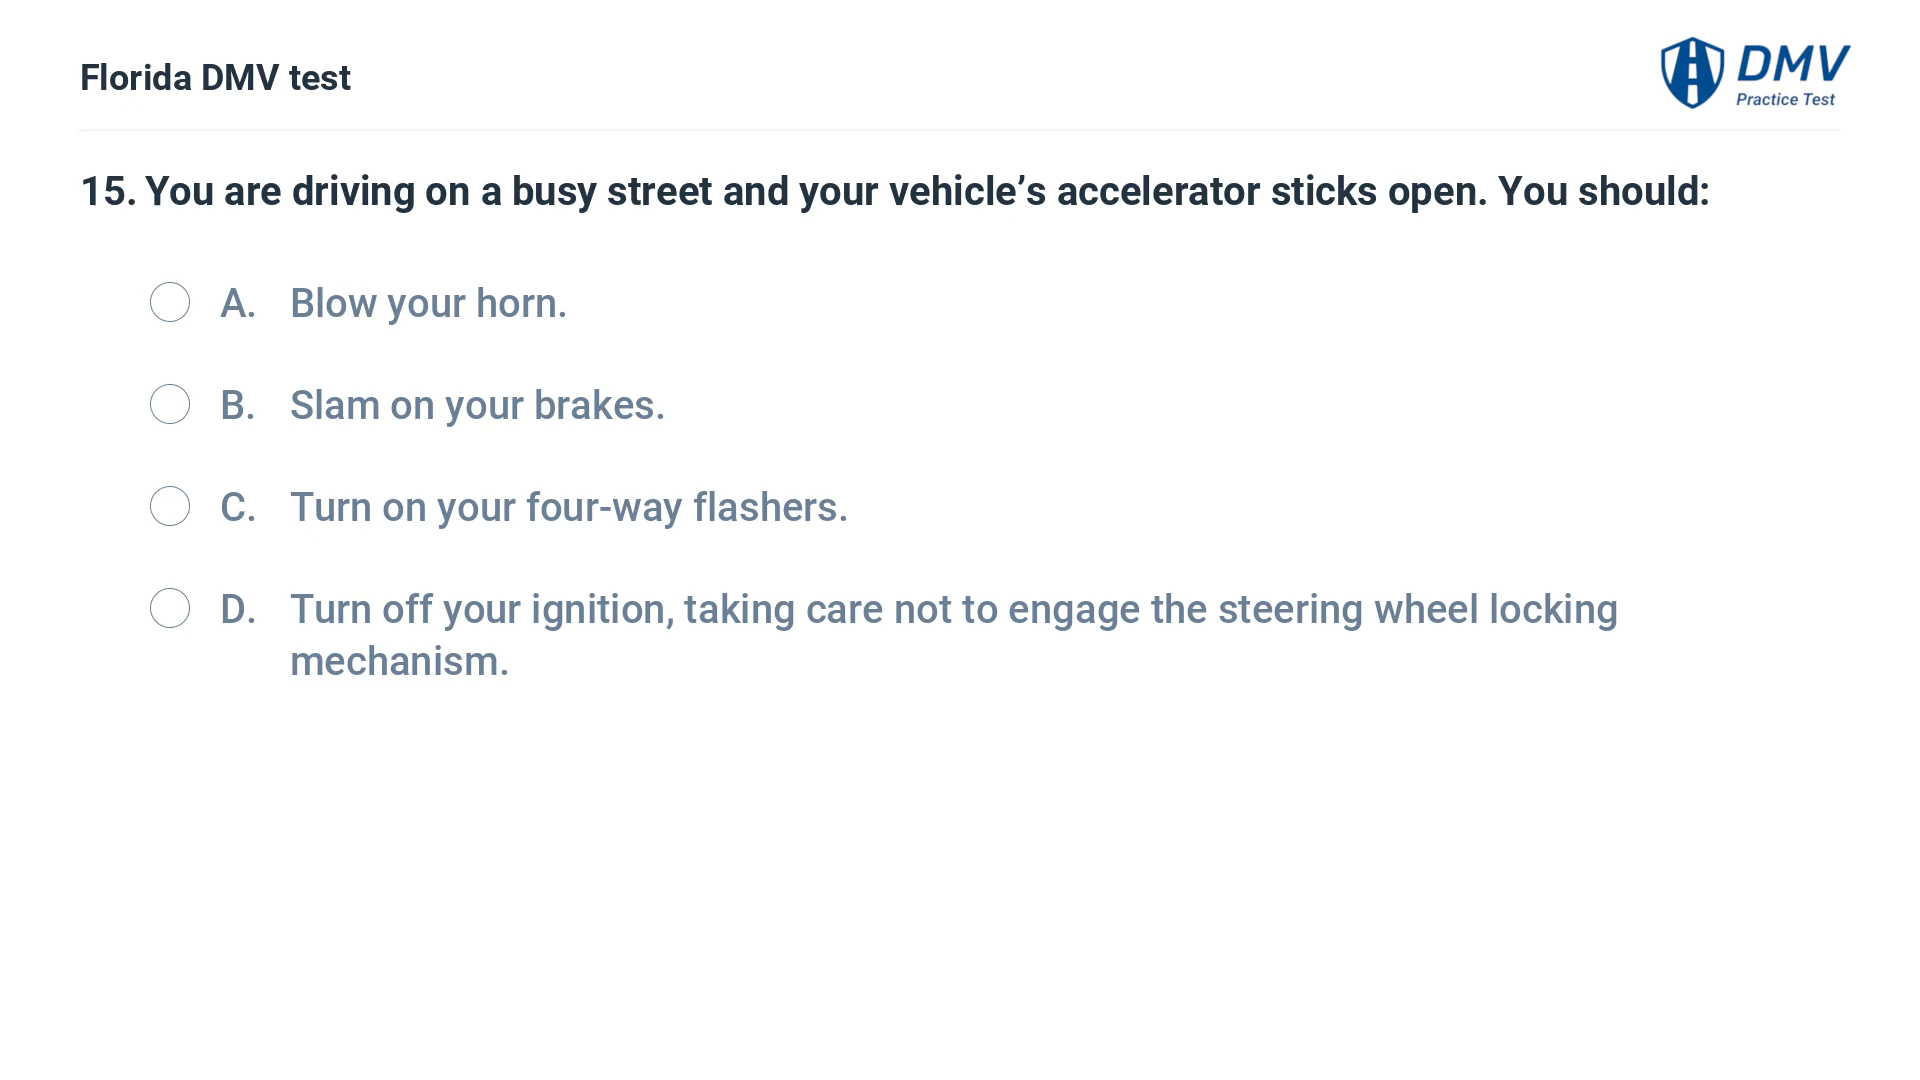 Florida DMV test
DMV
Practice Test
15. You are driving on a busy street and your vehicle’s accelerator sticks open. You should:
A. Blow your horn.
B. Slam on your brakes.
C. Turn on your four-way flashers.
D. Turn off your ignition, taking care not to engage the steering wheel locking
mechanism.